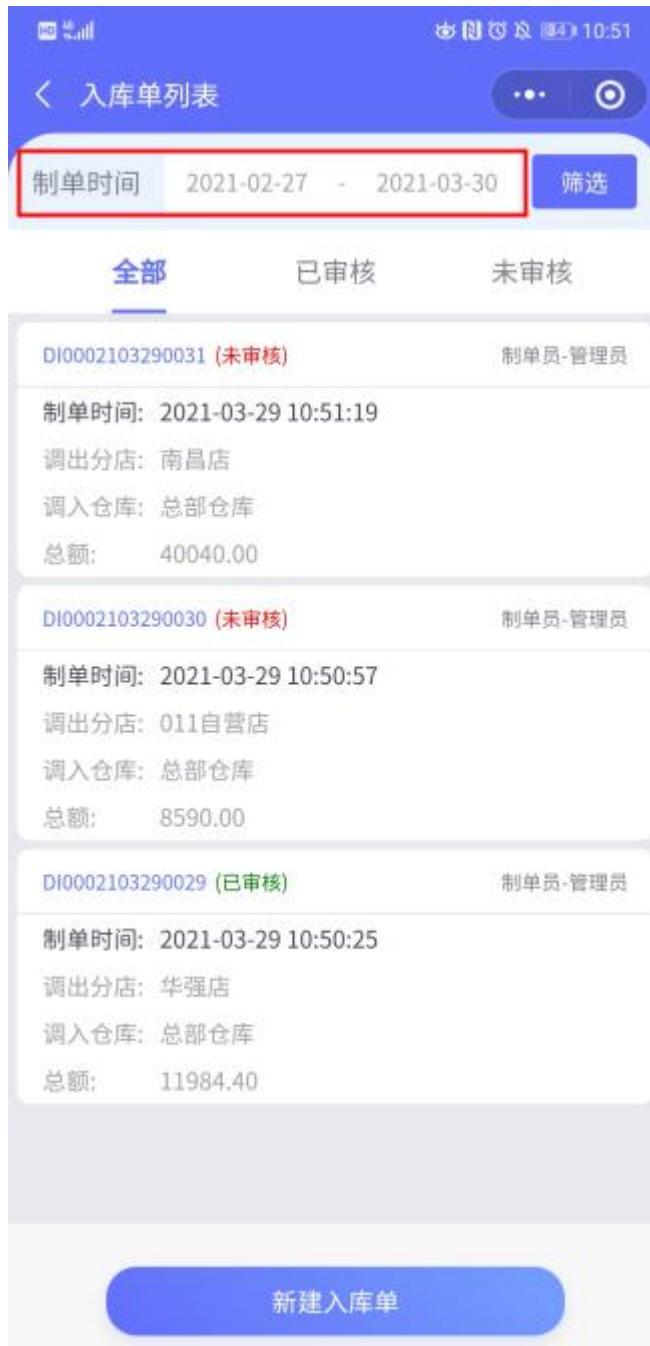 HD 4G 84 10:51
入库单列表
制单时间 2021-02-27 - 2021-03-30 筛选
全部 已审核 未审核
DI0002103290031 (未审核) 制单员-管理员
制单时间: 2021-03-29 10:51:19
调出分店: 南昌店
调入仓库: 总部仓库
总额: 40040.00
DI0002103290030 (未审核) 制单员-管理员
制单时间: 2021-03-29 10:50:57
调出分店: 011自营店
调入仓库: 总部仓库
总额: 8590.00
DI0002103290029 (已审核) 制单员-管理员
制单时间: 2021-03-29 10:50:25
调出分店: 华强店
调入仓库: 总部仓库
总额: 11984.40
新建入库单